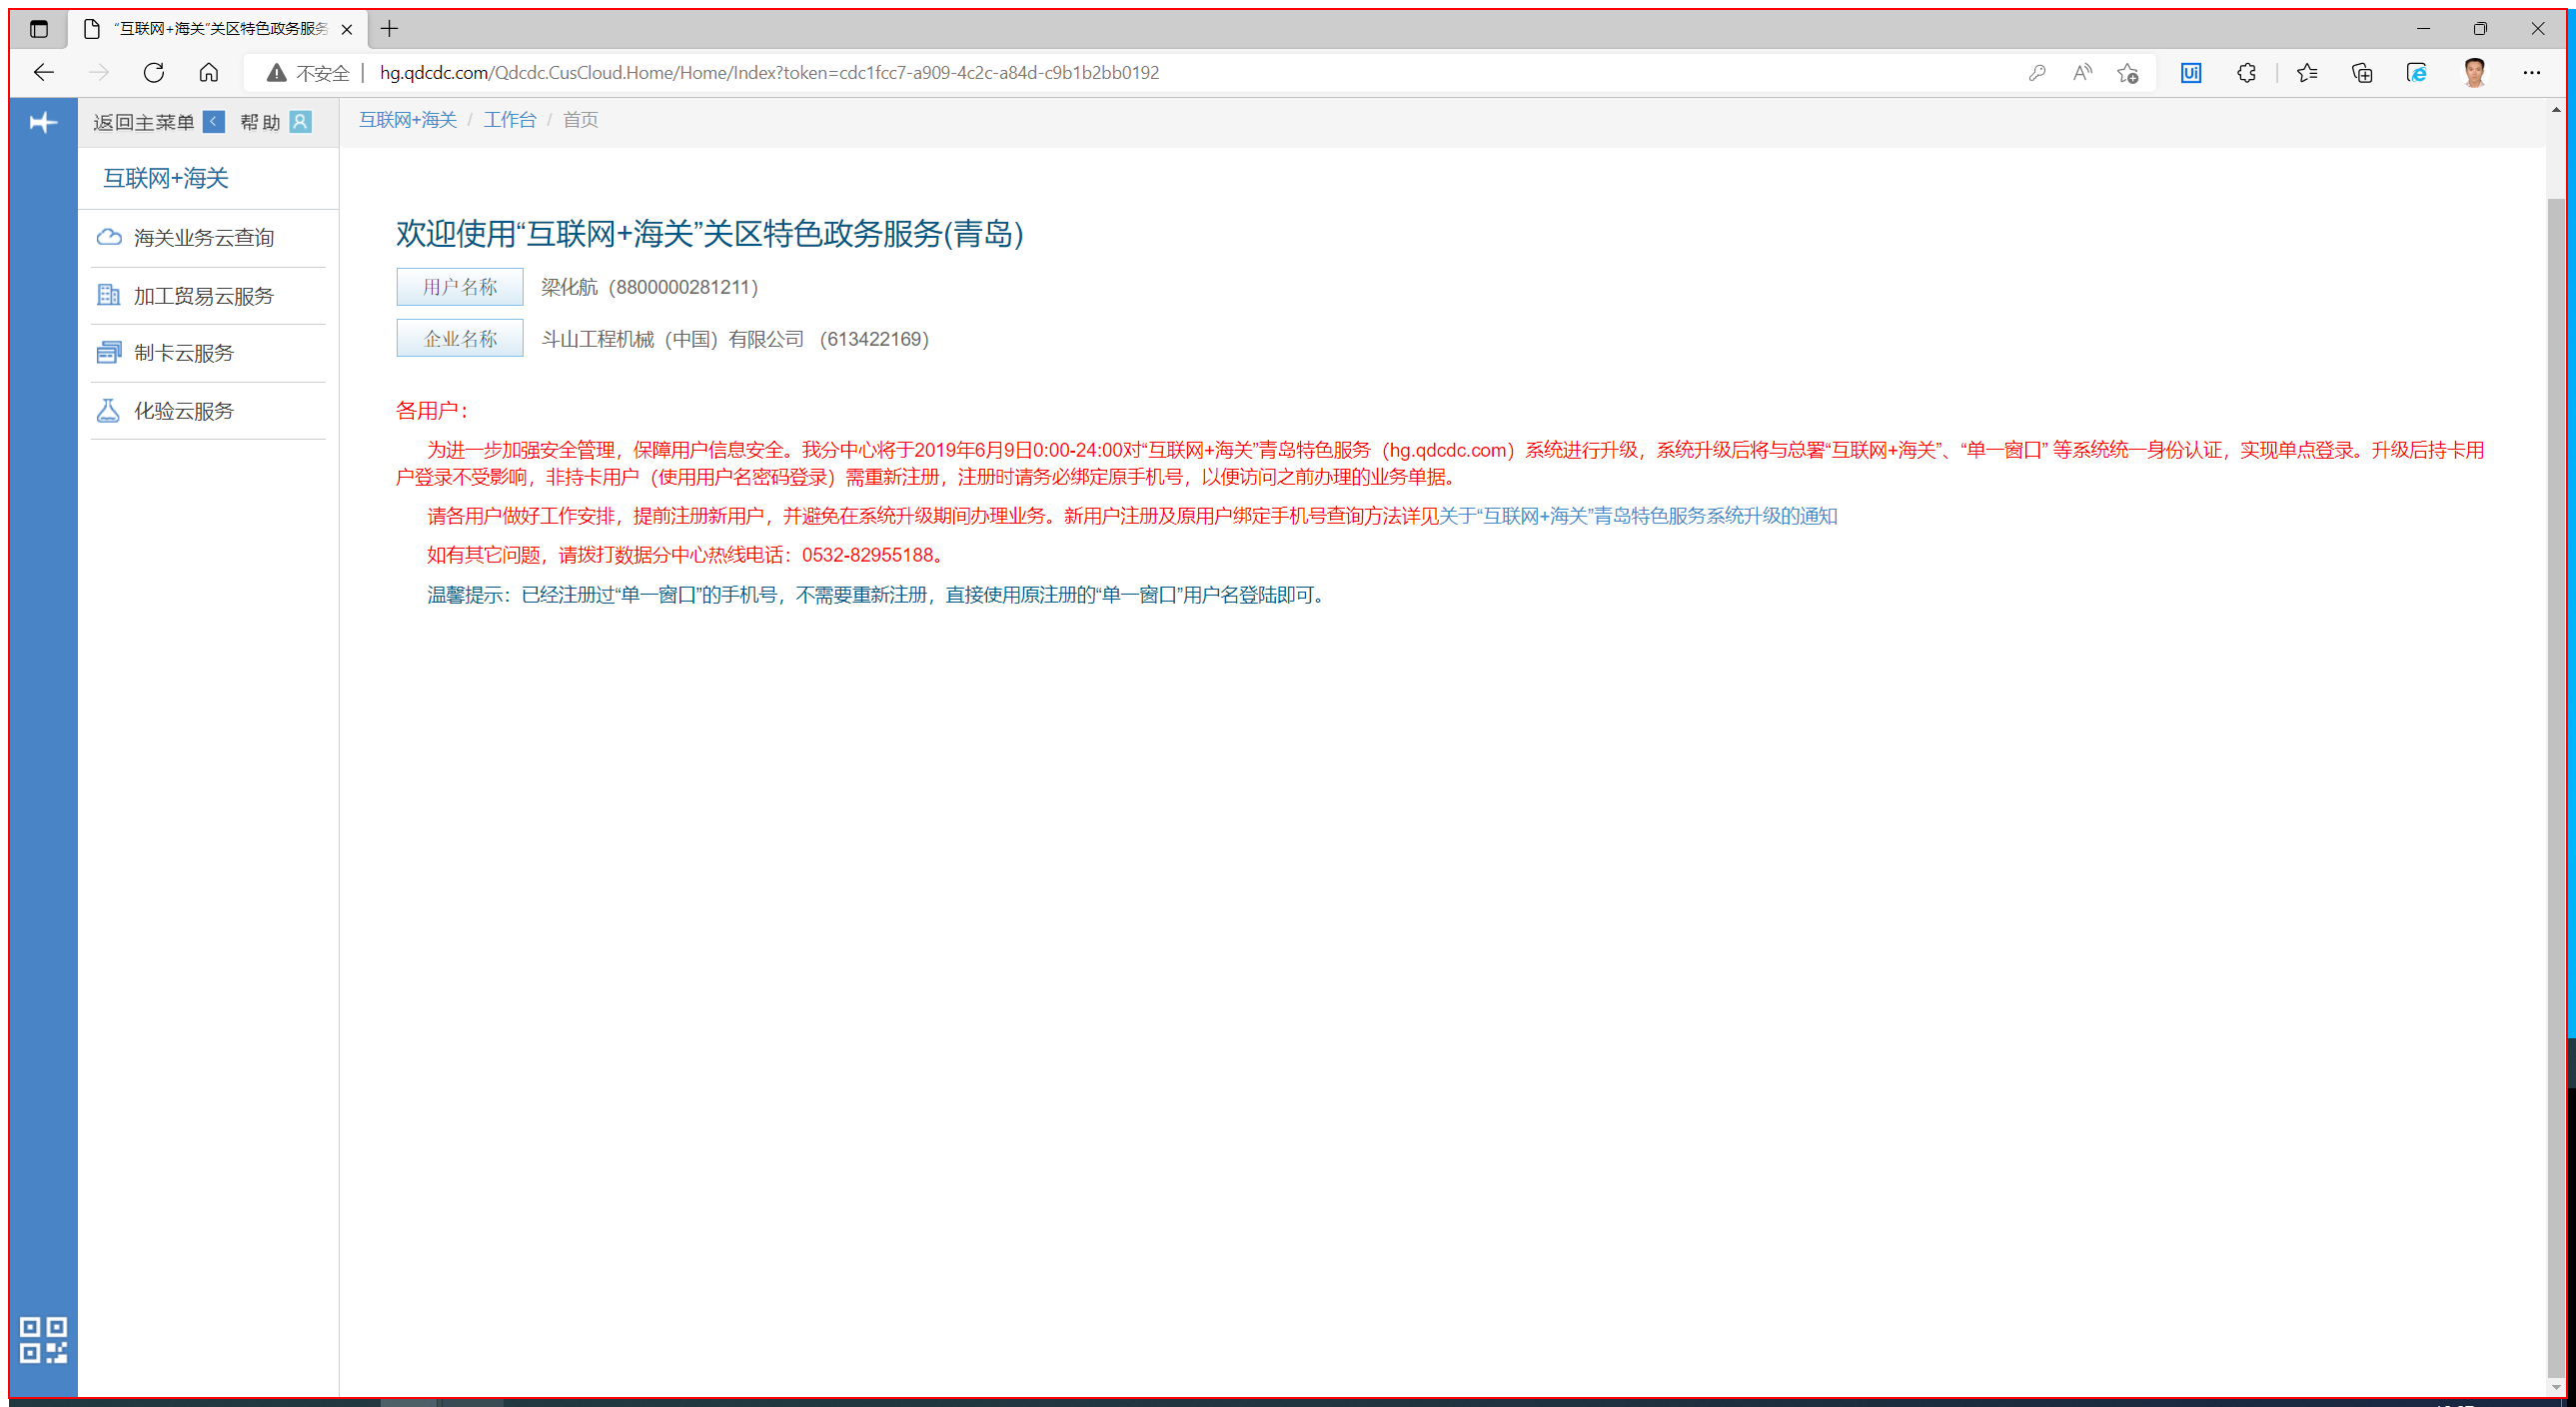 “互联网+海关”关区特色政务服务
不安全 | hg.qdcdc.com/Qdcdc.CusCloud.Home/Home/Index?token=cdc1fcc7-a909-4c2c-a84d-c9b1b2bb0192
返回主菜单 帮助
互联网+海关 / 工作台 / 首页
互联网+海关
海关业务云查询
加工贸易云服务
制卡云服务
化验云服务
欢迎使用“互联网+海关”关区特色政务服务(青岛)
用户名称 梁化航（8800000281211）
企业名称 斗山工程机械（中国）有限公司 （613422169）
各用户：
为进一步加强安全管理，保障用户信息安全。我分中心将于2019年6月9日0:00-24:00对“互联网+海关”青岛特色服务（hg.qdcdc.com）系统进行升级，系统升级后将与总署“互联网+海关”、“单一窗口” 等系统统一身份认证，实现单点登录。升级后持卡用
户登录不受影响，非持卡用户（使用用户名密码登录）需重新注册，注册时请务必绑定原手机号，以便访问之前办理的业务单据。
请各用户做好工作安排，提前注册新用户，并避免在系统升级期间办理业务。新用户注册及原用户绑定手机号查询方法详见关于“互联网+海关”青岛特色服务系统升级的通知
如有其它问题，请拨打数据分中心热线电话：0532-82955188。
温馨提示：已经注册过“单一窗口”的手机号，不需要重新注册，直接使用原注册的“单一窗口”用户名登陆即可。